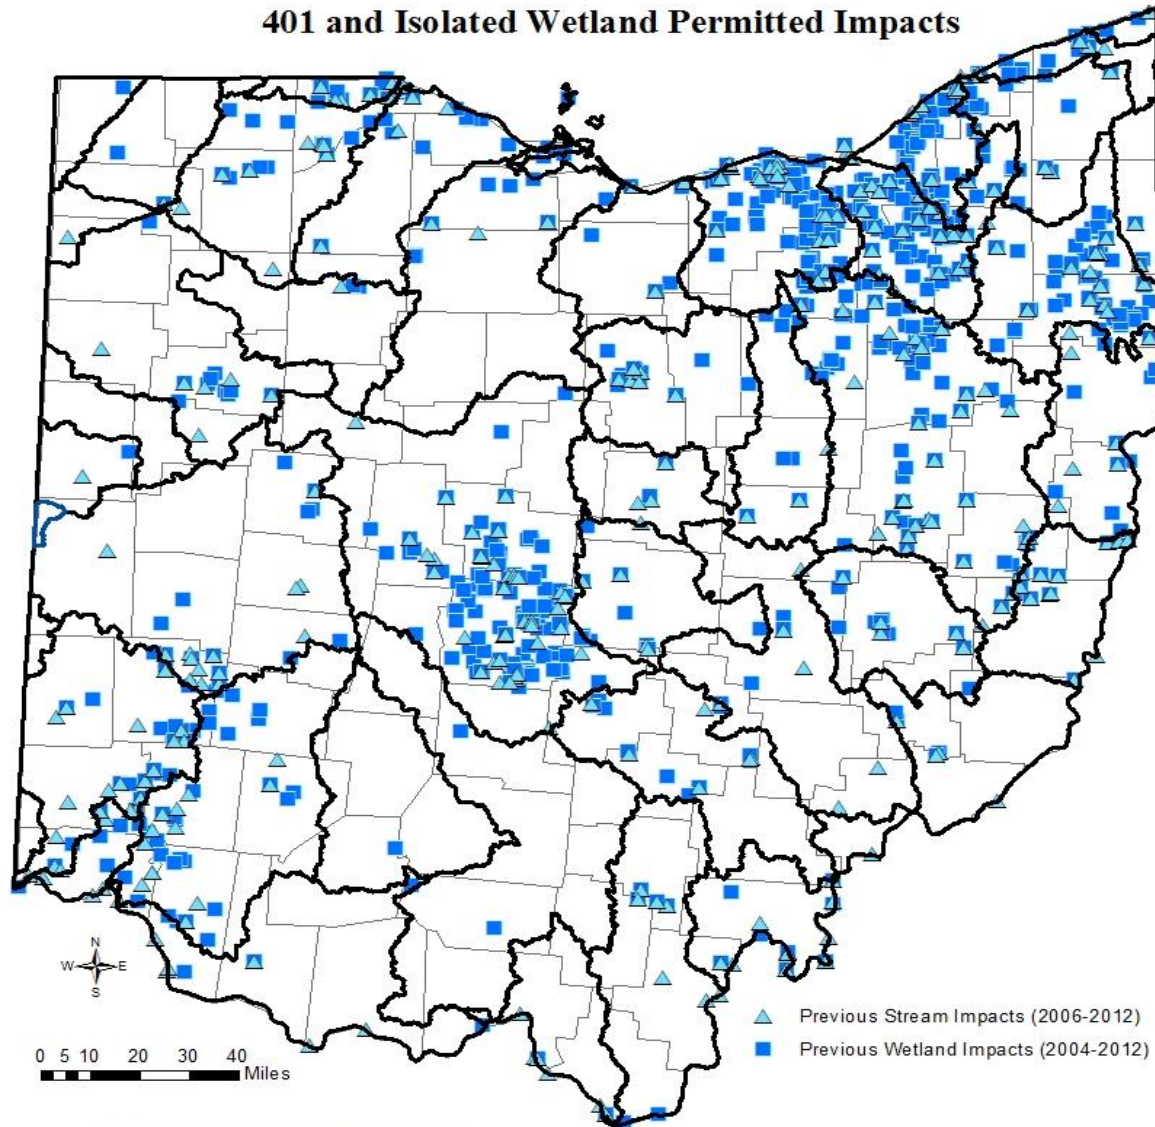 401 and Isolated Wetland Permitted Impacts
N
W E
S
0 5 10 20 30 40
Miles
Previous Stream Impacts (2006-2012)
Previous Wetland Impacts (2004-2012)